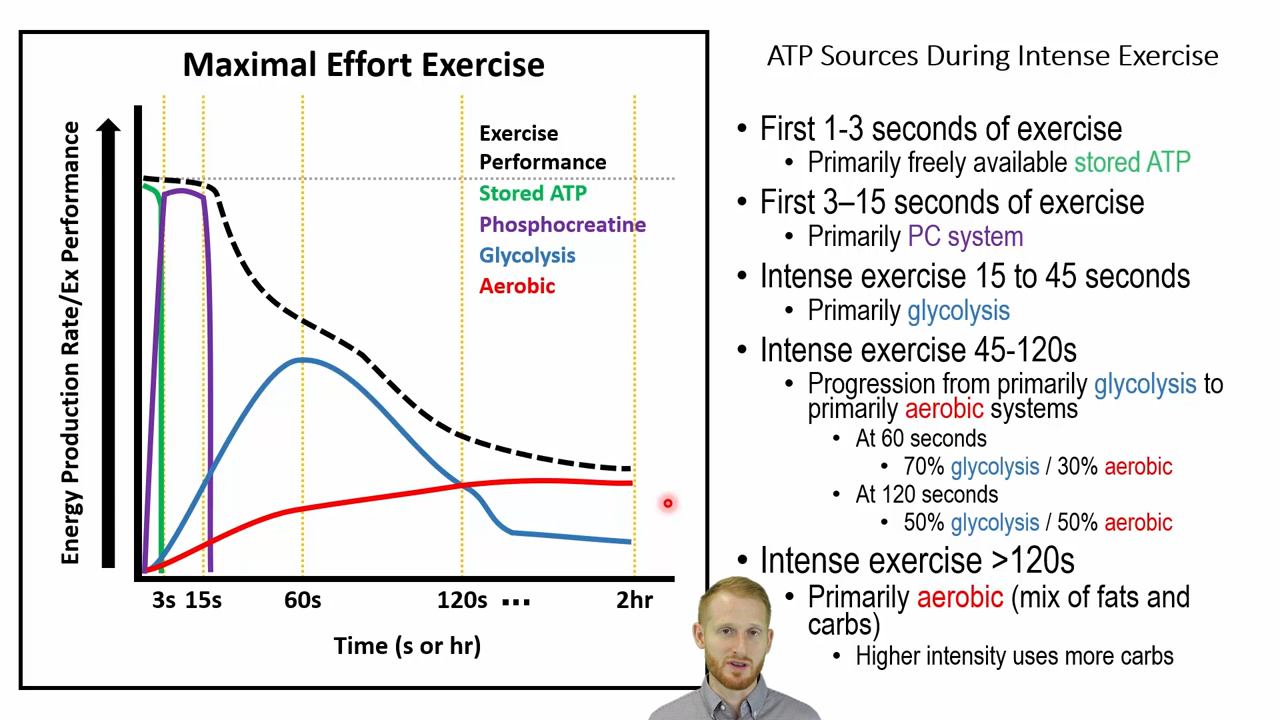 Maximal Effort Exercise
Energy Production Rate/Ex Performance
Exercise
Performance
Stored ATP
Phosphocreatine
Glycolysis
Aerobic
3s 15s 60s 120s ... 2hr
Time (s or hr)
ATP Sources During Intense Exercise
• First 1-3 seconds of exercise
• Primarily freely available stored ATP
• First 3–15 seconds of exercise
• Primarily PC system
• Intense exercise 15 to 45 seconds
• Primarily glycolysis
• Intense exercise 45-120s
• Progression from primarily glycolysis to
primarily aerobic systems
• At 60 seconds
• 70% glycolysis / 30% aerobic
• At 120 seconds
• 50% glycolysis / 50% aerobic
• Intense exercise >120s
• Primarily aerobic (mix of fats and
carbs)
• Higher intensity uses more carbs